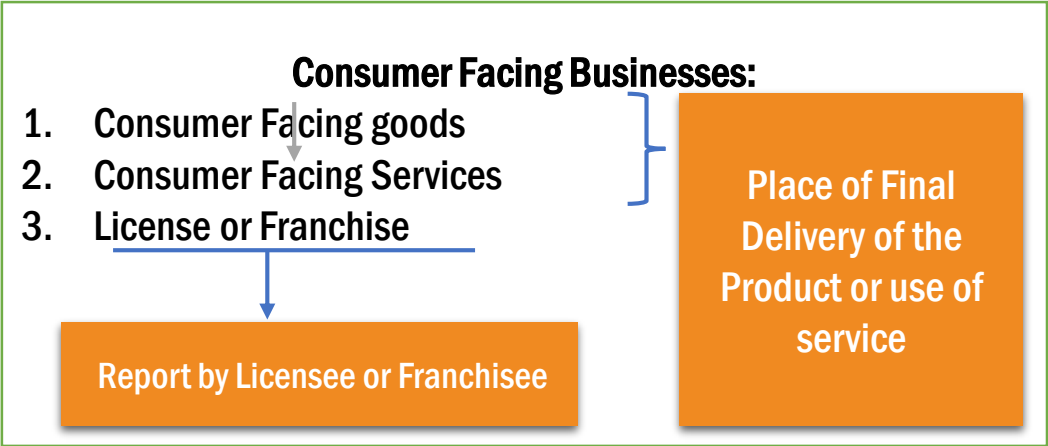 Consumer Facing Businesses:
1. Consumer Facing goods
2. Consumer Facing Services
3. License or Franchise
Place of Final
Delivery of the
Product or use of
service
Report by Licensee or Franchisee